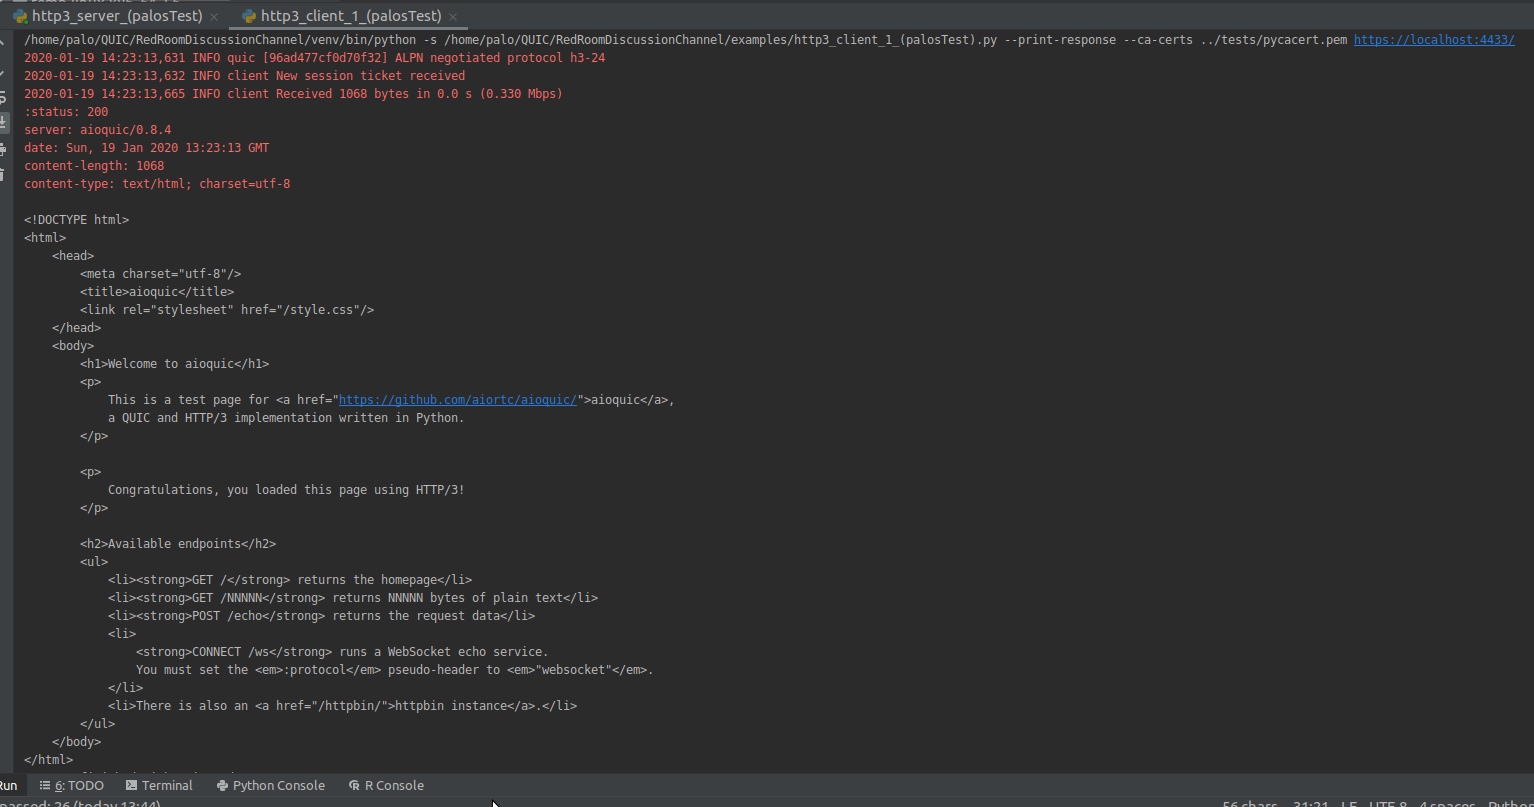 http3_server_(palosTest) × http3_client_1_(palosTest) ×
/home/palo/QUIC/RedRoomDiscussionChannel/venv/bin/python -s /home/palo/QUIC/RedRoomDiscussionChannel/examples/http3_client_1_(palosTest).py --print-response --ca-certs ../tests/pycacert.pem https://localhost:4433/
2020-01-19 14:23:13,631 INFO quic [96ad477cf0d70f32] ALPN negotiated protocol h3-24
2020-01-19 14:23:13,632 INFO client New session ticket received
2020-01-19 14:23:13,665 INFO client Received 1068 bytes in 0.0 s (0.330 Mbps)
:status: 200
server: aioquic/0.8.4
date: Sun, 19 Jan 2020 13:23:13 GMT
content-length: 1068
content-type: text/html; charset=utf-8
<!DOCTYPE html>
<html>
<head>
<meta charset="utf-8"/>
<title>aioquic</title>
<link rel="stylesheet" href="/style.css"/>
</head>
<body>
<h1>Welcome to aioquic</h1>
<p>
This is a test page for <a href="https://github.com/aiortc/aioquic/">aioquic</a>,
a QUIC and HTTP/3 implementation written in Python.
</p>
<p>
Congratulations, you loaded this page using HTTP/3!
</p>
<h2>Available endpoints</h2>
<ul>
<li><strong>GET /</strong> returns the homepage</li>
<li><strong>GET /NNNNN</strong> returns NNNNN bytes of plain text</li>
<li><strong>POST /echo</strong> returns the request data</li>
<li>
<strong>CONNECT /ws</strong> runs a WebSocket echo service.
You must set the <em>:protocol</em> pseudo-header to <em>"websocket"</em>.
</li>
<li>There is also an <a href="/httpbin/">httpbin instance</a>.</li>
</ul>
</body>
</html>
Run 6: TODO Terminal Python Console R Console
passed: 26 (today 13:44) 56 chars 31:21 LF UTF-8 4 spaces Python